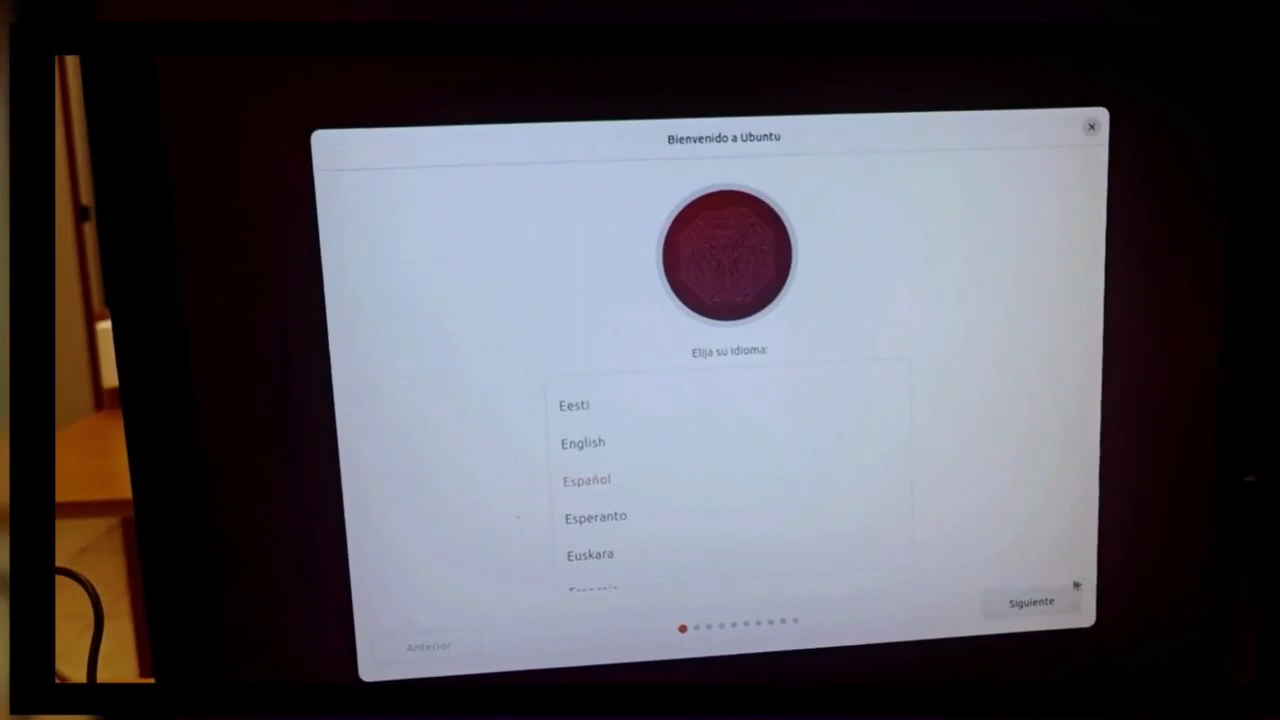 Bienvenido a Ubuntu
Elija su idioma:
Eesti
English
Español
Esperanto
Euskara
Siguiente
Anterior